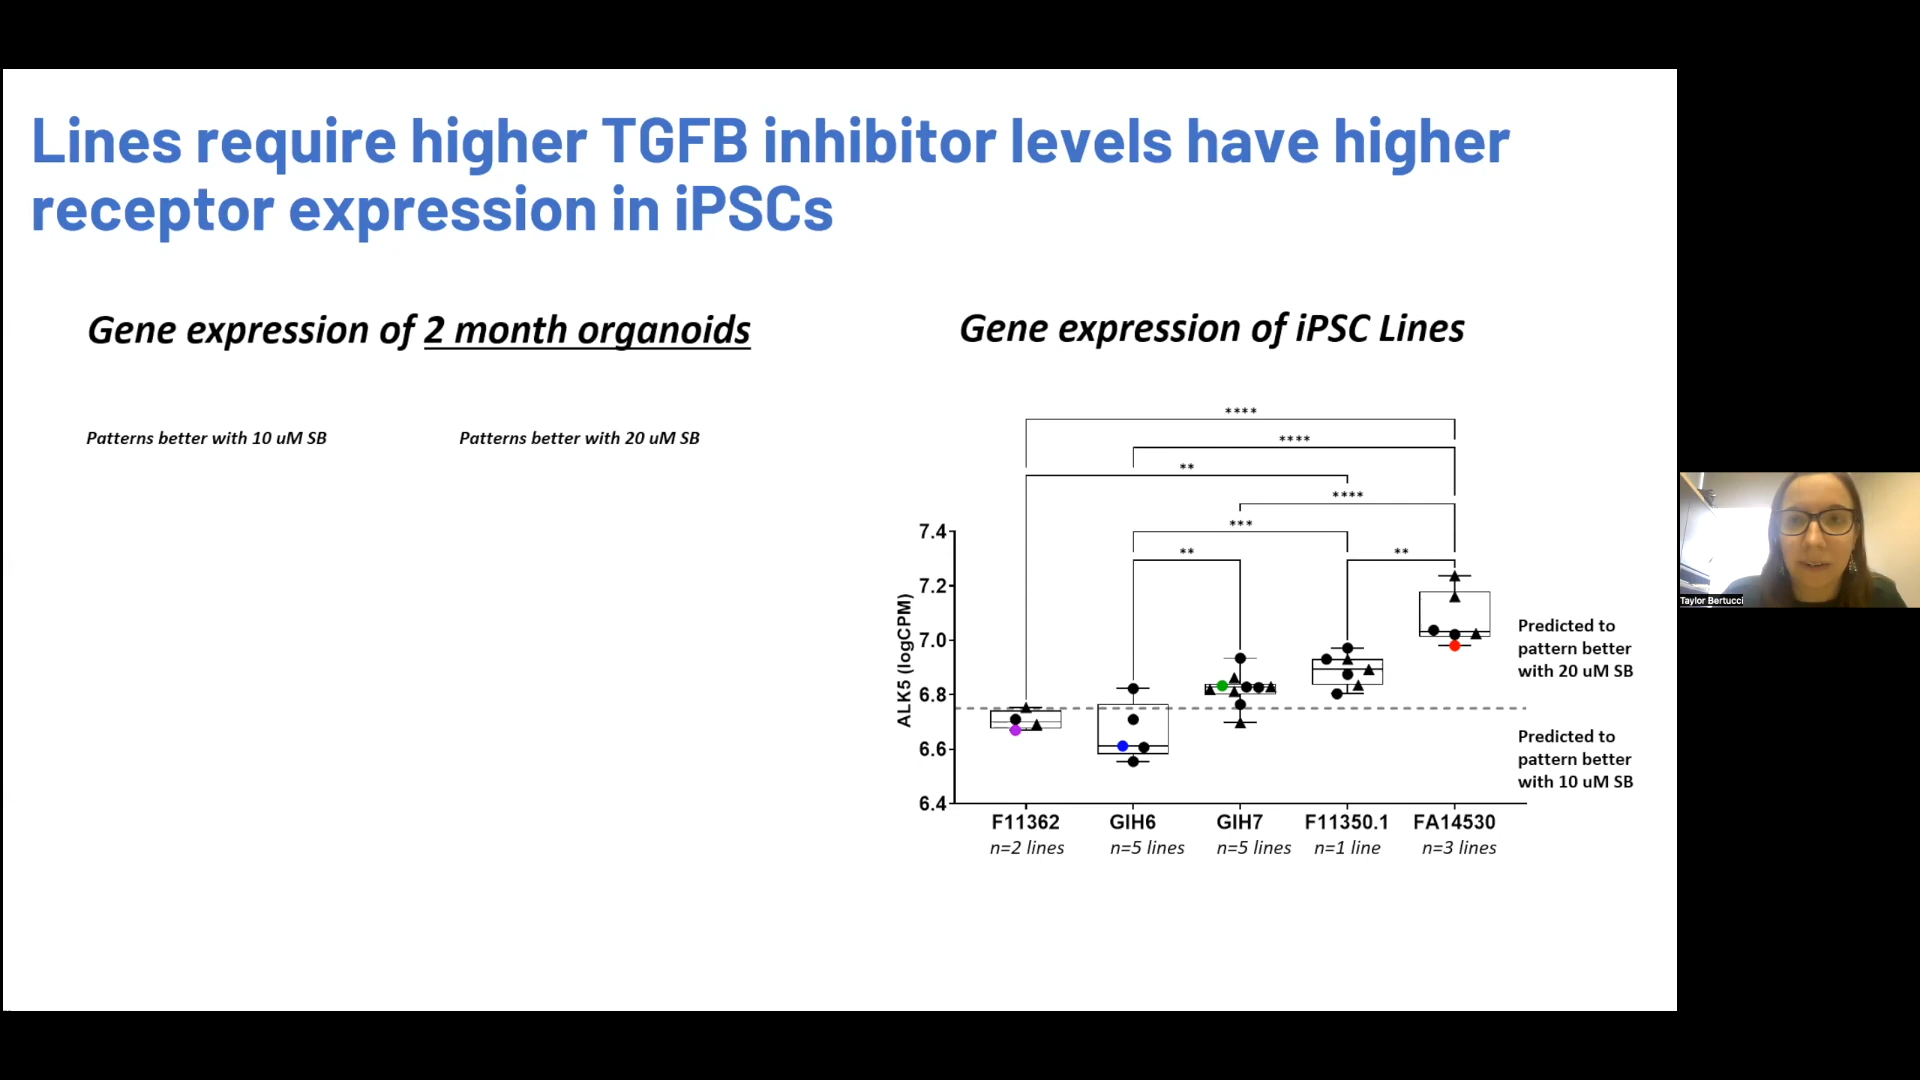 Lines require higher TGFB inhibitor levels have higher
receptor expression in iPSCs
Gene expression of 2 month organoids
Patterns better with 10 uM SB
Patterns better with 20 uM SB
Gene expression of iPSC Lines
****
****
**
****
***
**
**
7.4
7.2
7.0
6.8
6.6
6.4
ALK5 (logCPM)
F11362
GIH6
GIH7
F11350.1
FA14530
n=2 lines
n=5 lines
n=5 lines
n=1 line
n=3 lines
Predicted to
pattern better
with 20 uM SB
Predicted to
pattern better
with 10 uM SB
Taylor Bertucci